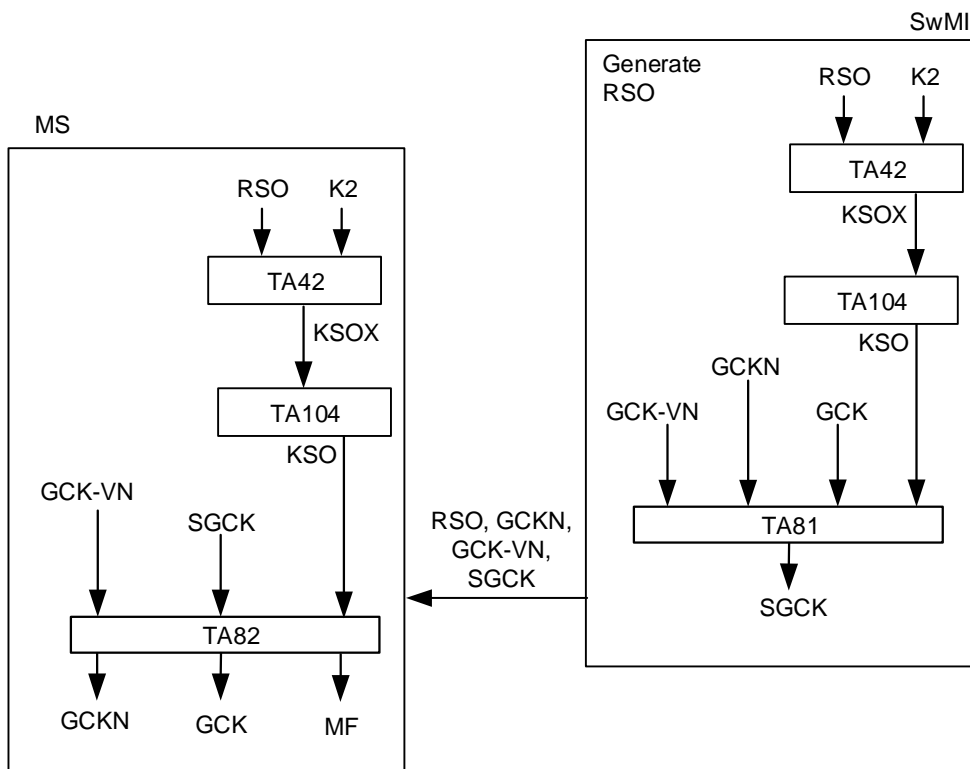 SwMI
Generate
RSO
RSO
K2
TA42
KSOX
TA104
KSO
GCKN
GCK-VN
GCK
TA81
SGCK
MS
RSO
K2
TA42
KSOX
TA104
KSO
GCK-VN
SGCK
TA82
GCKN
GCK
MF
RSO, GCKN,
GCK-VN,
SGCK